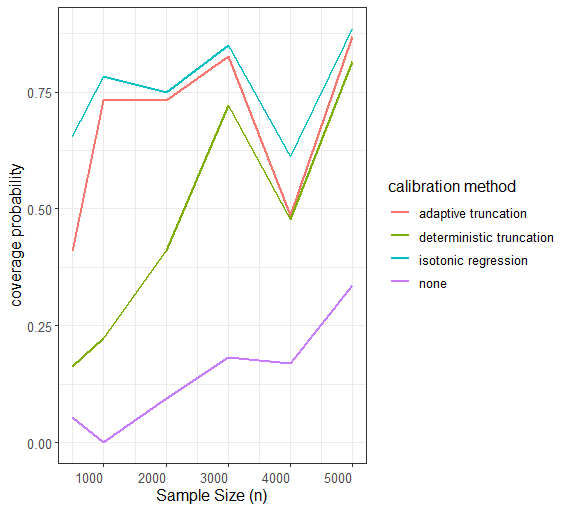 coverage probability
0.75
0.50
0.25
0.00
1000 2000 3000 4000 5000
Sample Size (n)
calibration method
adaptive truncation
deterministic truncation
isotonic regression
none